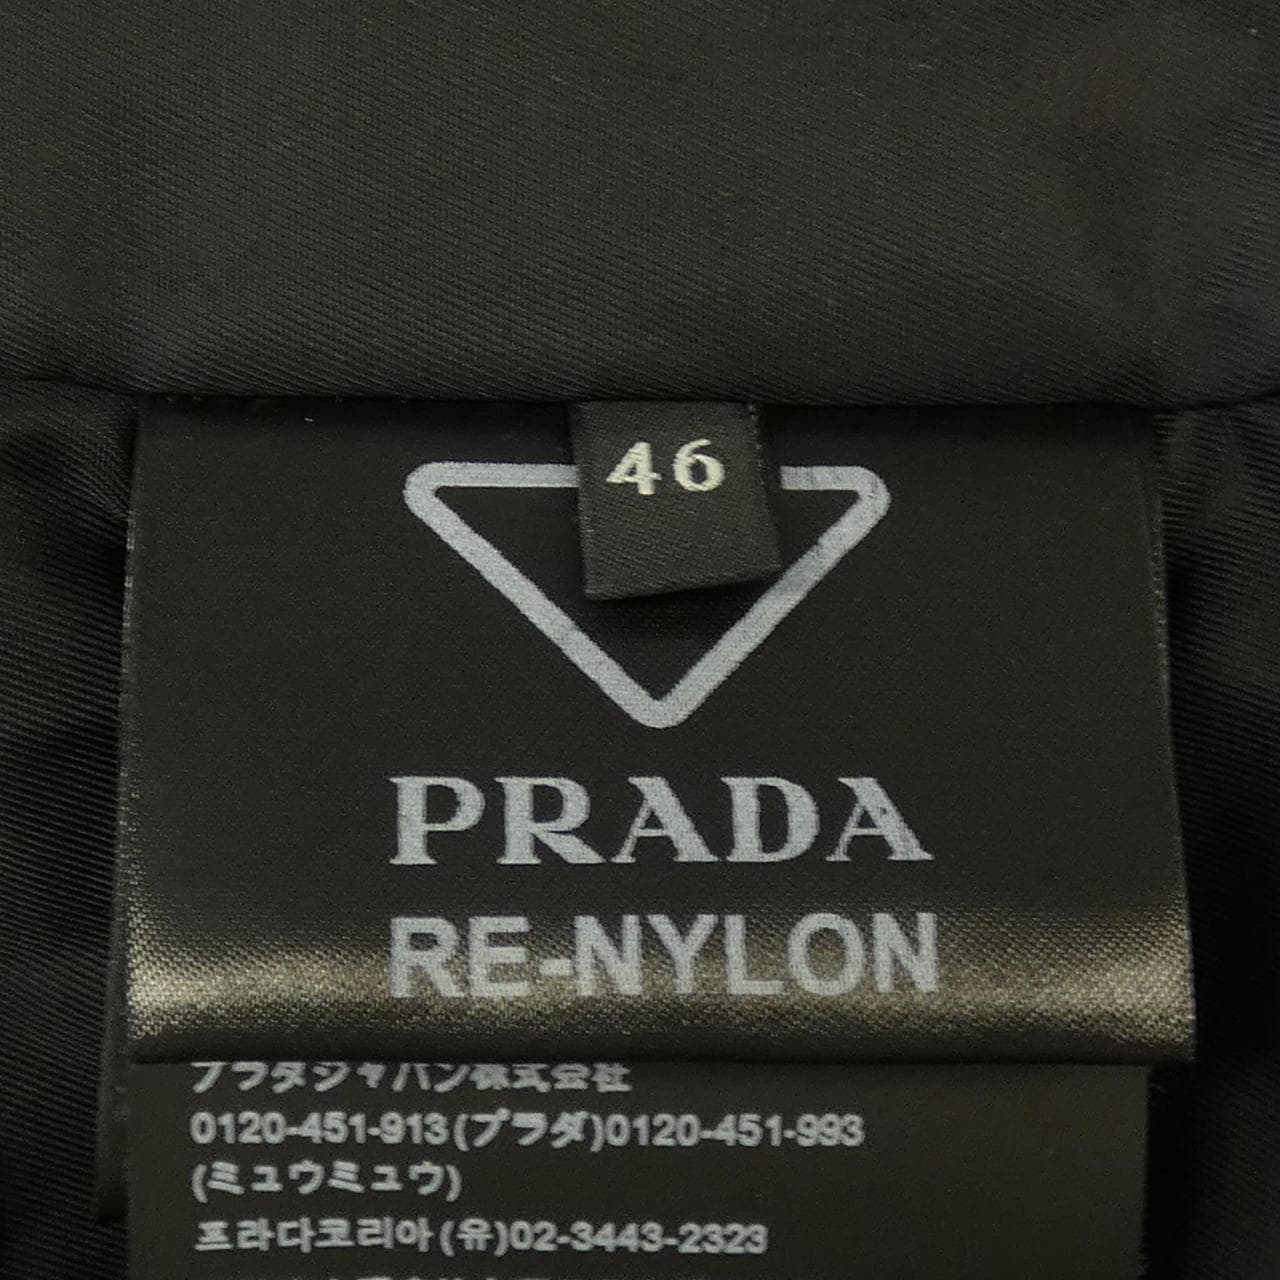 46
PRADA
RE-NYLON
プラダジャパン株式会社
0120-451-913(プラダ)0120-451-993
(ミュウミュウ)
프라다코리아(유)02-3443-2323